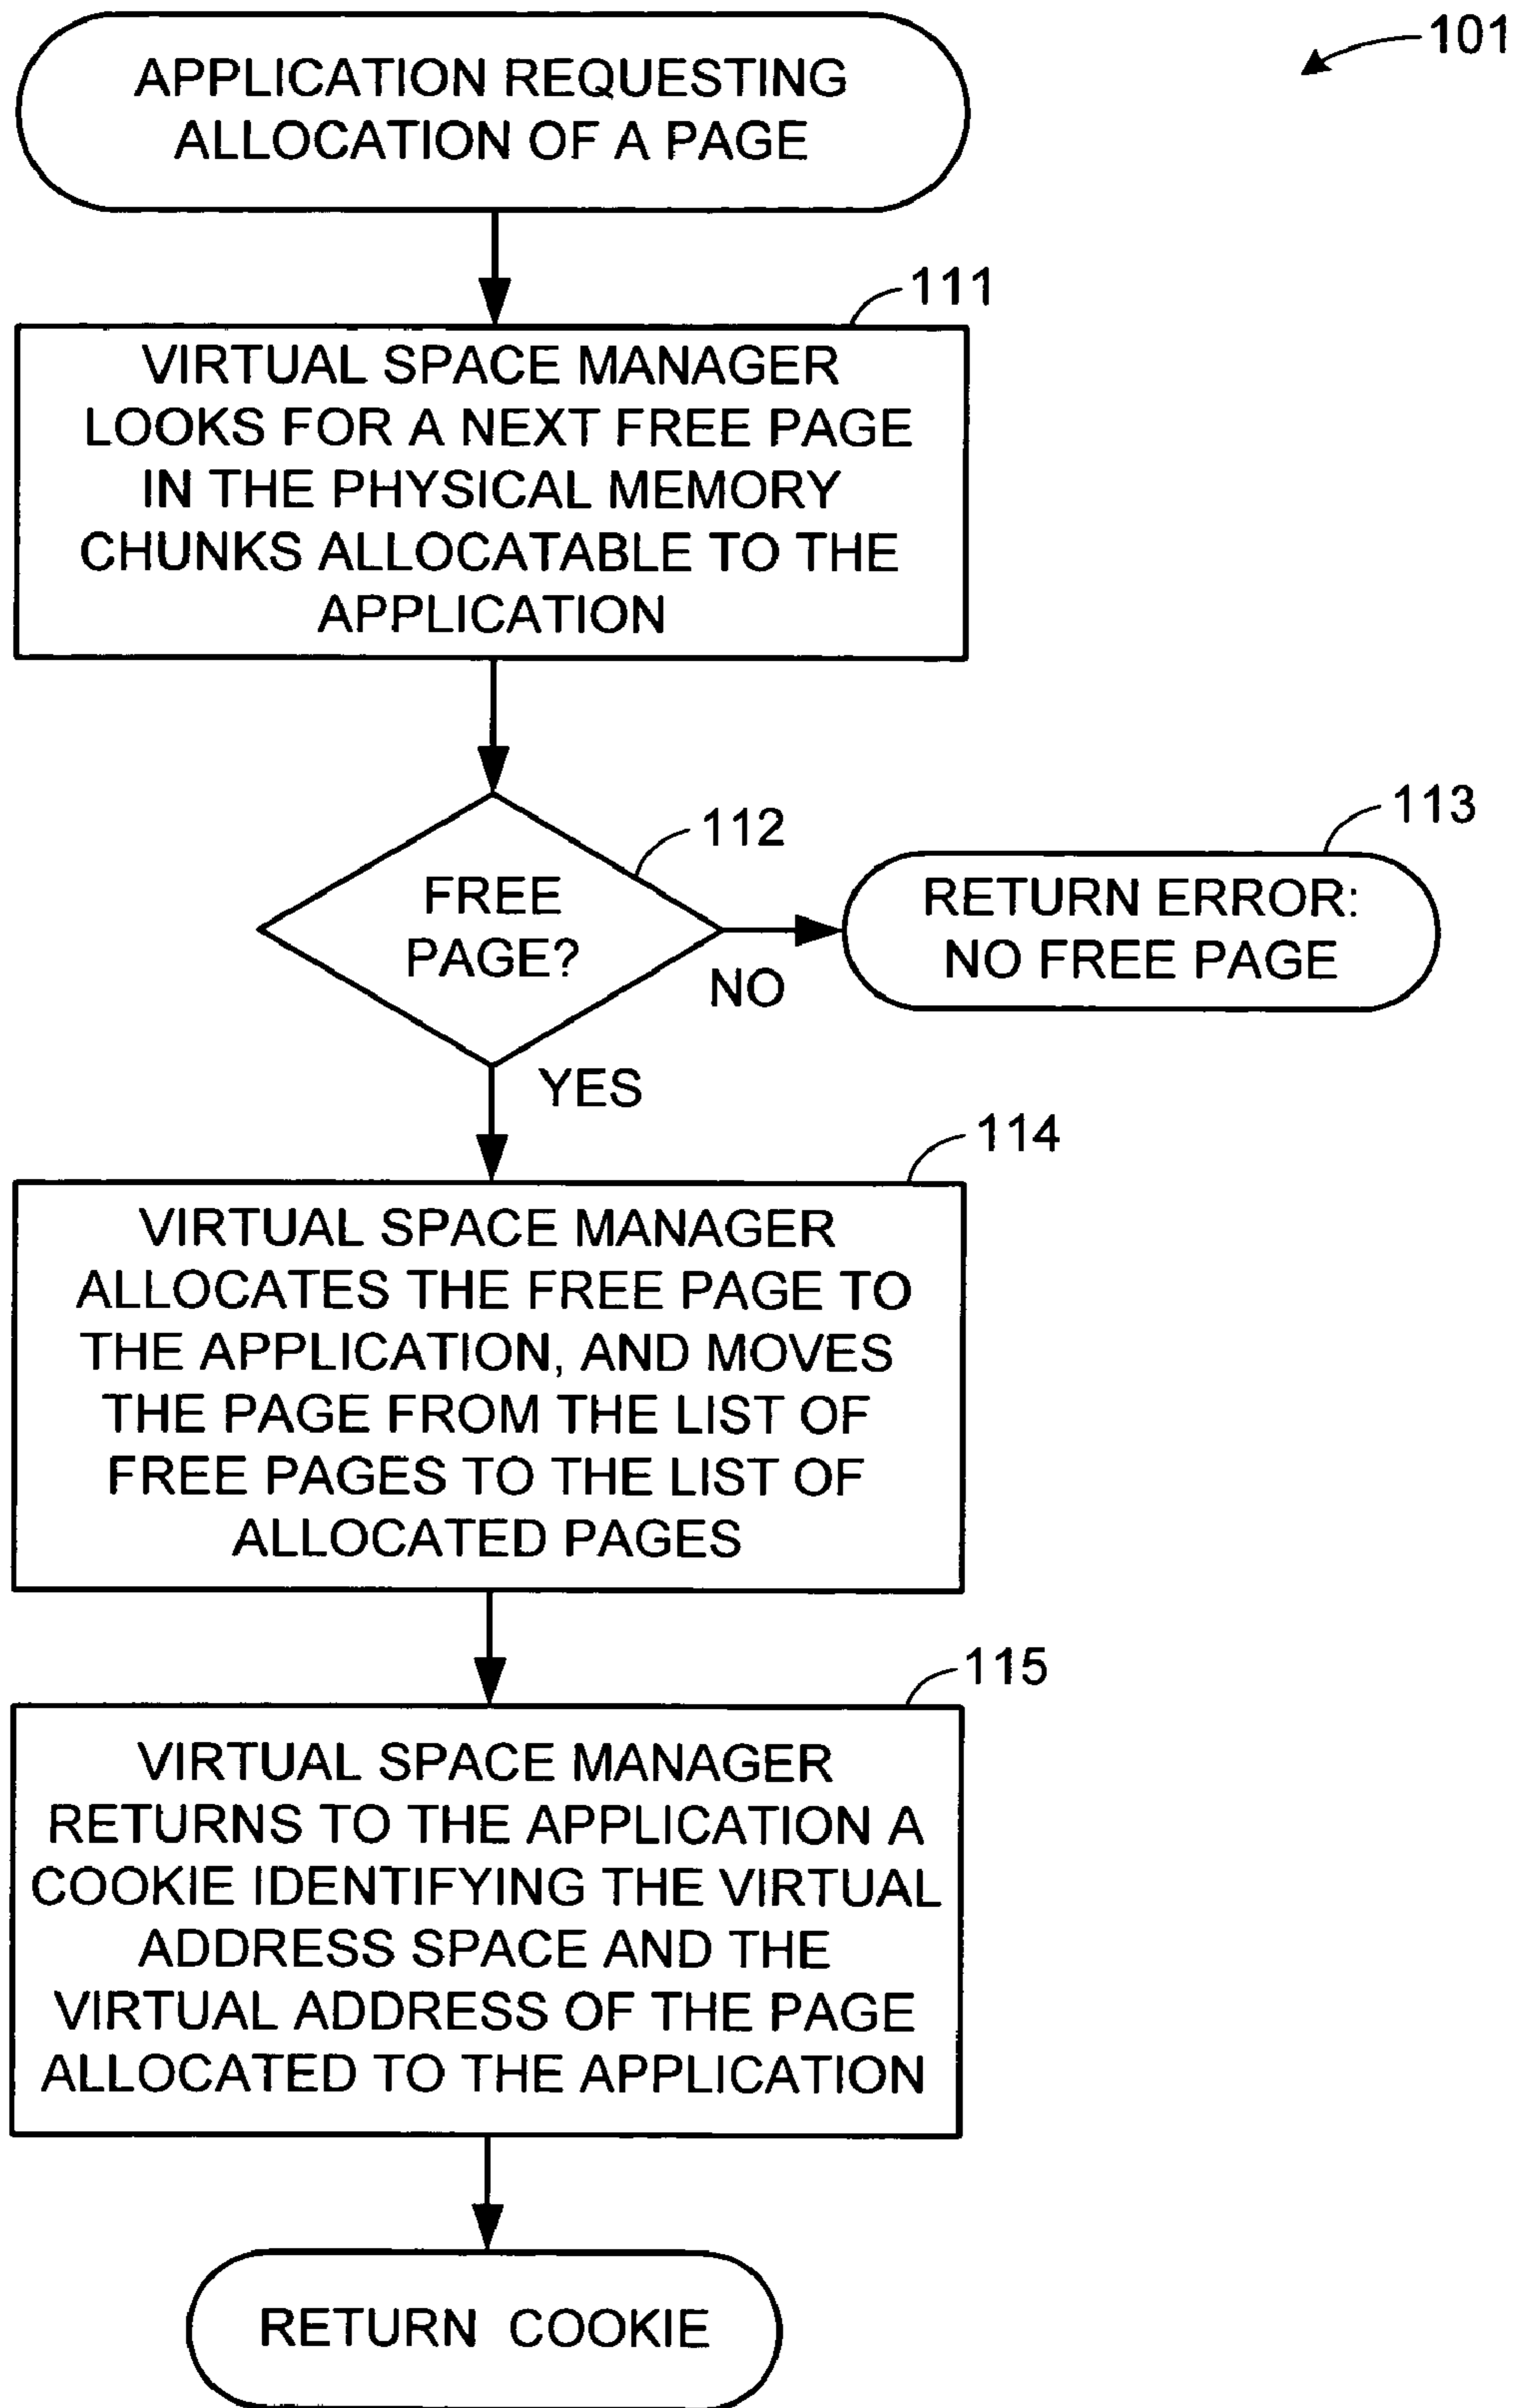 101
APPLICATION REQUESTING
ALLOCATION OF A PAGE
111
VIRTUAL SPACE MANAGER
LOOKS FOR A NEXT FREE PAGE
IN THE PHYSICAL MEMORY
CHUNKS ALLOCATABLE TO THE
APPLICATION
112
FREE
PAGE?
NO
113
RETURN ERROR:
NO FREE PAGE
YES
114
VIRTUAL SPACE MANAGER
ALLOCATES THE FREE PAGE TO
THE APPLICATION, AND MOVES
THE PAGE FROM THE LIST OF
FREE PAGES TO THE LIST OF
ALLOCATED PAGES
115
VIRTUAL SPACE MANAGER
RETURNS TO THE APPLICATION A
COOKIE IDENTIFYING THE VIRTUAL
ADDRESS SPACE AND THE
VIRTUAL ADDRESS OF THE PAGE
ALLOCATED TO THE APPLICATION
RETURN COOKIE